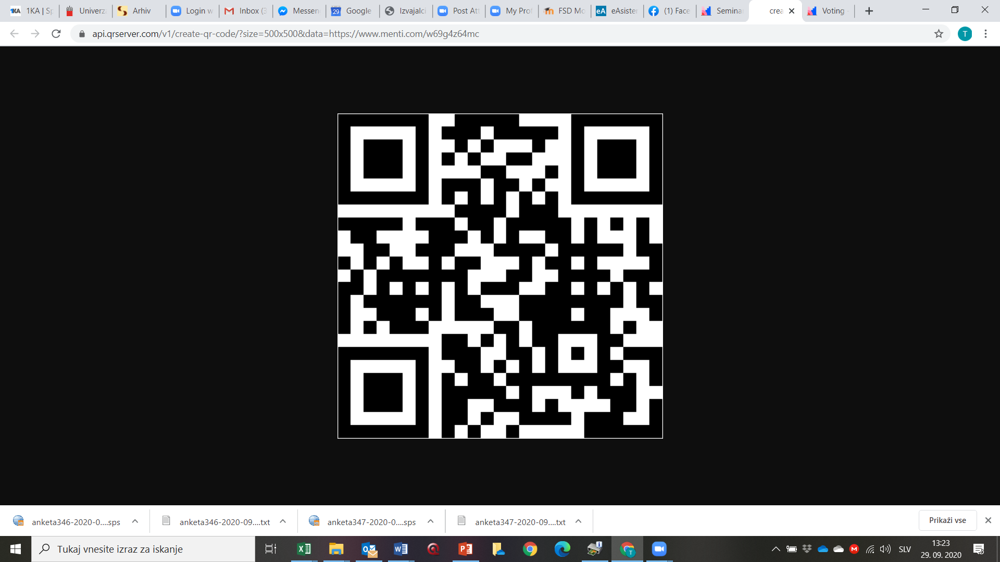 1KA | Sp
Univerz
Arhiv
Login w
Inbox (3
Messen
29
Google
Izvajalci
Post Att
My Prof
FSD Mo
eA
eAsister
(1) Face
Semina
crea
Voting -
api.qrserver.com/v1/create-qr-code/?size=500x500&data=https://www.menti.com/w69g4z64mc
T
anketa346-2020-0....sps
anketa346-2020-09....txt
anketa347-2020-0....sps
anketa347-2020-09....txt
Prikaži vse
Tukaj vnesite izraz za iskanje
SLV
13:23
29. 09. 2020